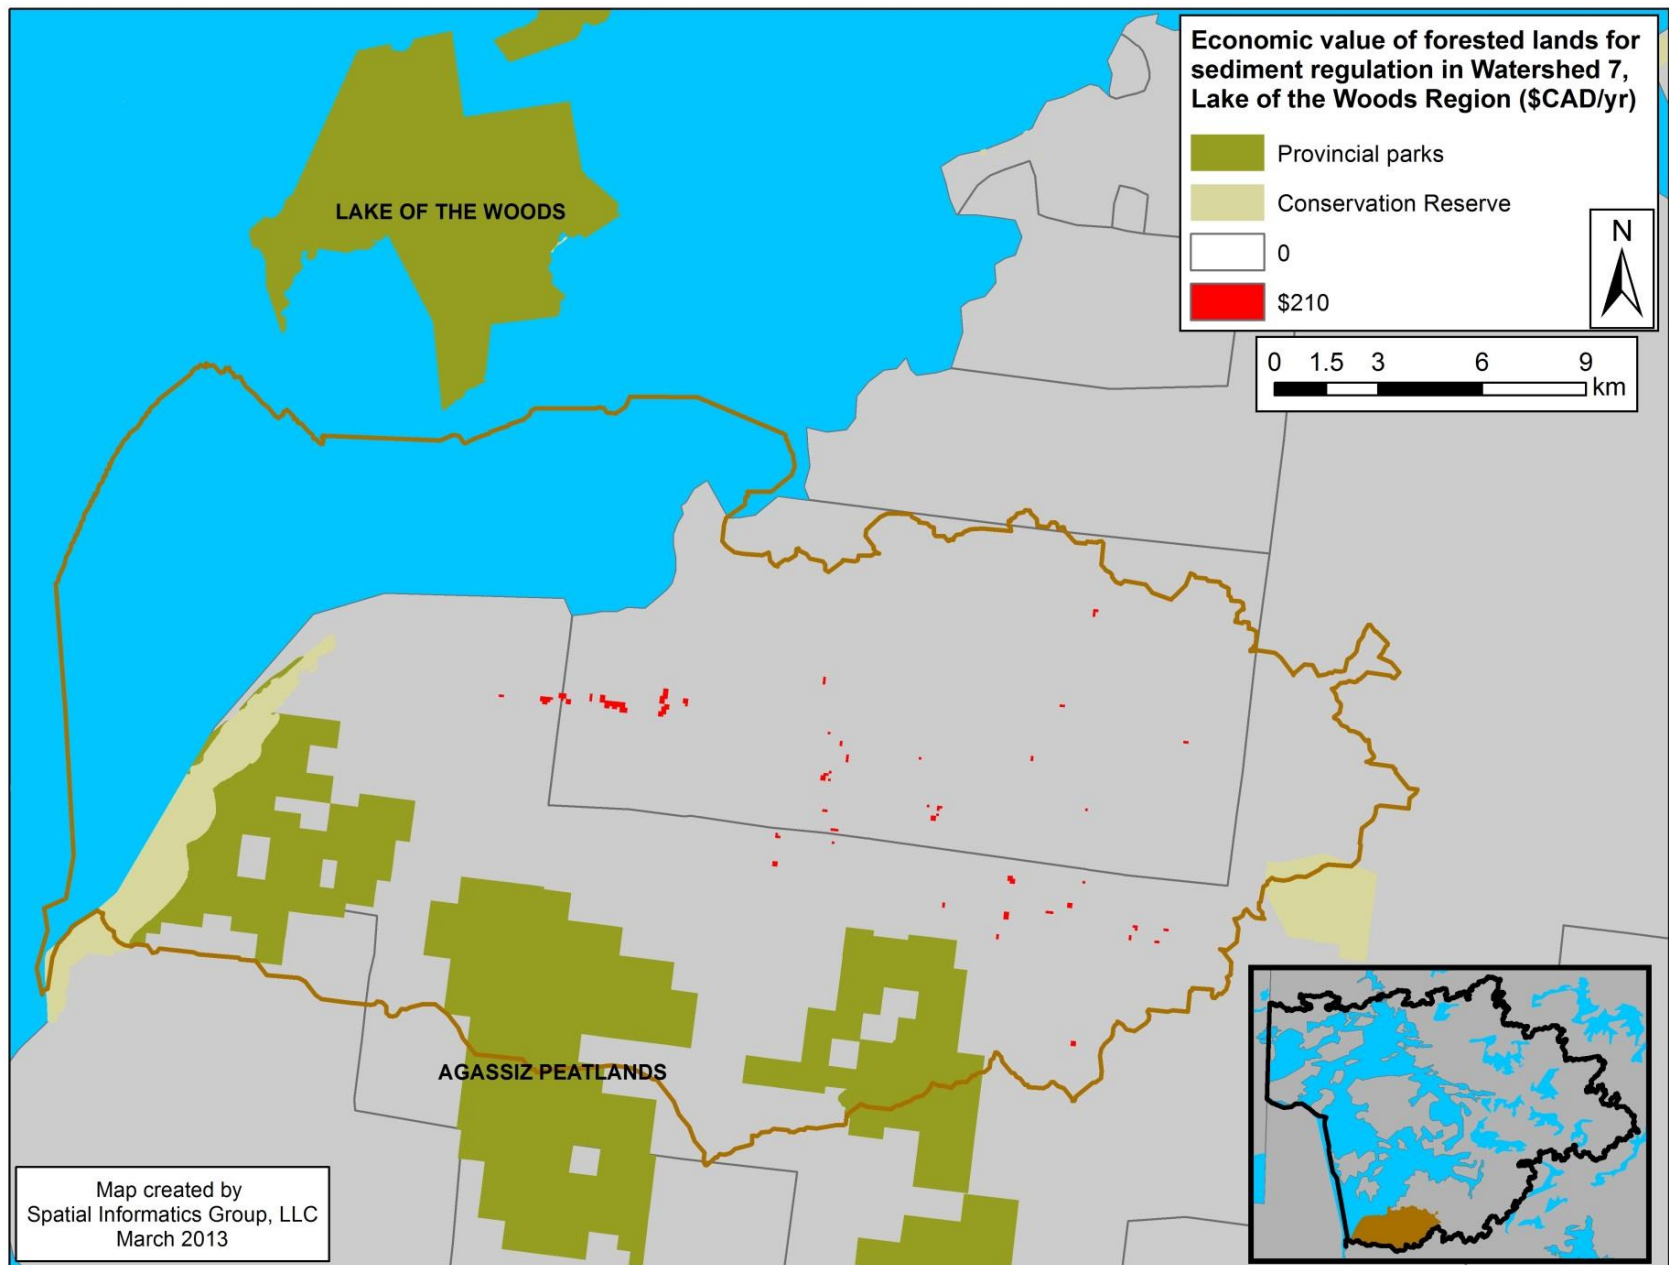 Economic value of forested lands for
sediment regulation in Watershed 7,
Lake of the Woods Region ($CAD/yr)
Provincial parks
Conservation Reserve
0
$210
N
0 1.5 3 6 9
km
LAKE OF THE WOODS
AGASSIZ PEATLANDS
Map created by
Spatial Informatics Group, LLC
March 2013